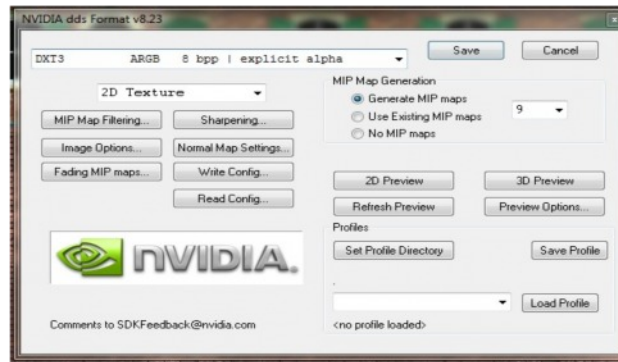 NVIDIA dds Format v8.23
DXT3 ARGB 8 bpp | explicit alpha
Save
Cancel
2D Texture
MIP Map Generation
Generate MIP maps
Use Existing MIP maps
No MIP maps
9
MIP Map Filtering...
Sharpening...
Image Options...
Normal Map Settings...
Fading MIP maps...
Write Config...
Read Config...
2D Preview
3D Preview
Refresh Preview
Preview Options...
Profiles
Set Profile Directory
Save Profile
.
Load Profile
<no profile loaded>
NVIDIA.
Comments to SDKFeedback@nvidia.com